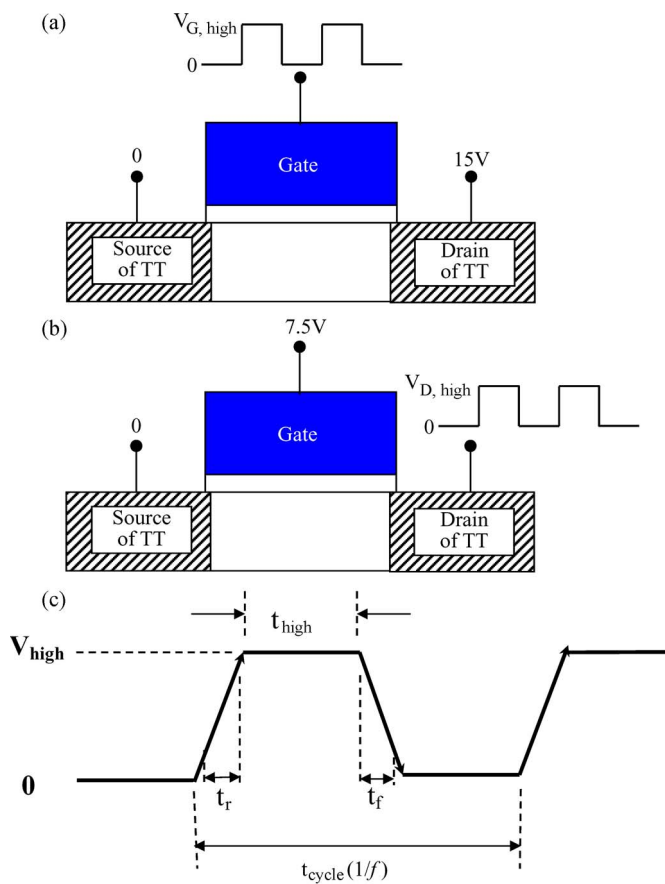 (a)
V_G, high
0
0
Gate
15V
Source
of TT
Drain
of TT
(b)
7.5V
V_D, high
0
0
Gate
Source
of TT
Drain
of TT
(c)
t_high
V_high
0
t_r
t_f
t_cycle (1/f)